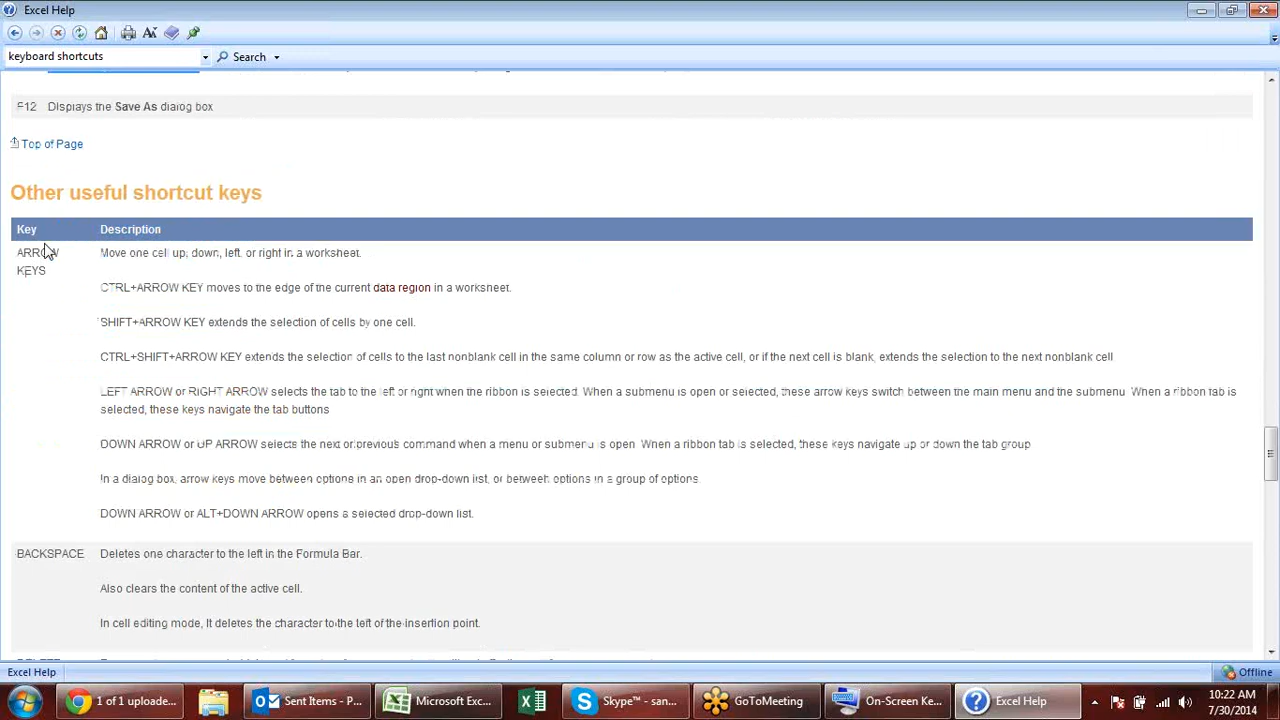 Excel Help
keyboard shortcuts
Search
F12 Displays the Save As dialog box
Top of Page
Other useful shortcut keys
Key Description
ARROW KEYS Move one cell up, down, left, or right in a worksheet.
CTRL+ARROW KEY moves to the edge of the current data region in a worksheet.
SHIFT+ARROW KEY extends the selection of cells by one cell.
CTRL+SHIFT+ARROW KEY extends the selection of cells to the last nonblank cell in the same column or row as the active cell, or if the next cell is blank, extends the selection to the next nonblank cell
LEFT ARROW or RIGHT ARROW selects the tab to the left or right when the ribbon is selected. When a submenu is open or selected, these arrow keys switch between the main menu and the submenu. When a ribbon tab is
selected, these keys navigate the tab buttons
DOWN ARROW or UP ARROW selects the next or previous command when a menu or submenu is open. When a ribbon tab is selected, these keys navigate up or down the tab group
In a dialog box, arrow keys move between options in an open drop-down list, or between options in a group of options.
DOWN ARROW or ALT+DOWN ARROW opens a selected drop-down list.
BACKSPACE Deletes one character to the left in the Formula Bar.
Also clears the content of the active cell.
In cell editing mode, it deletes the character to the left of the insertion point.
Excel Help
Offline
1 of 1 uploade...
Sent Items - P...
Microsoft Exc...
Skype™ - san...
GoToMeeting
On-Screen Ke...
Excel Help
10:22 AM
7/30/2014